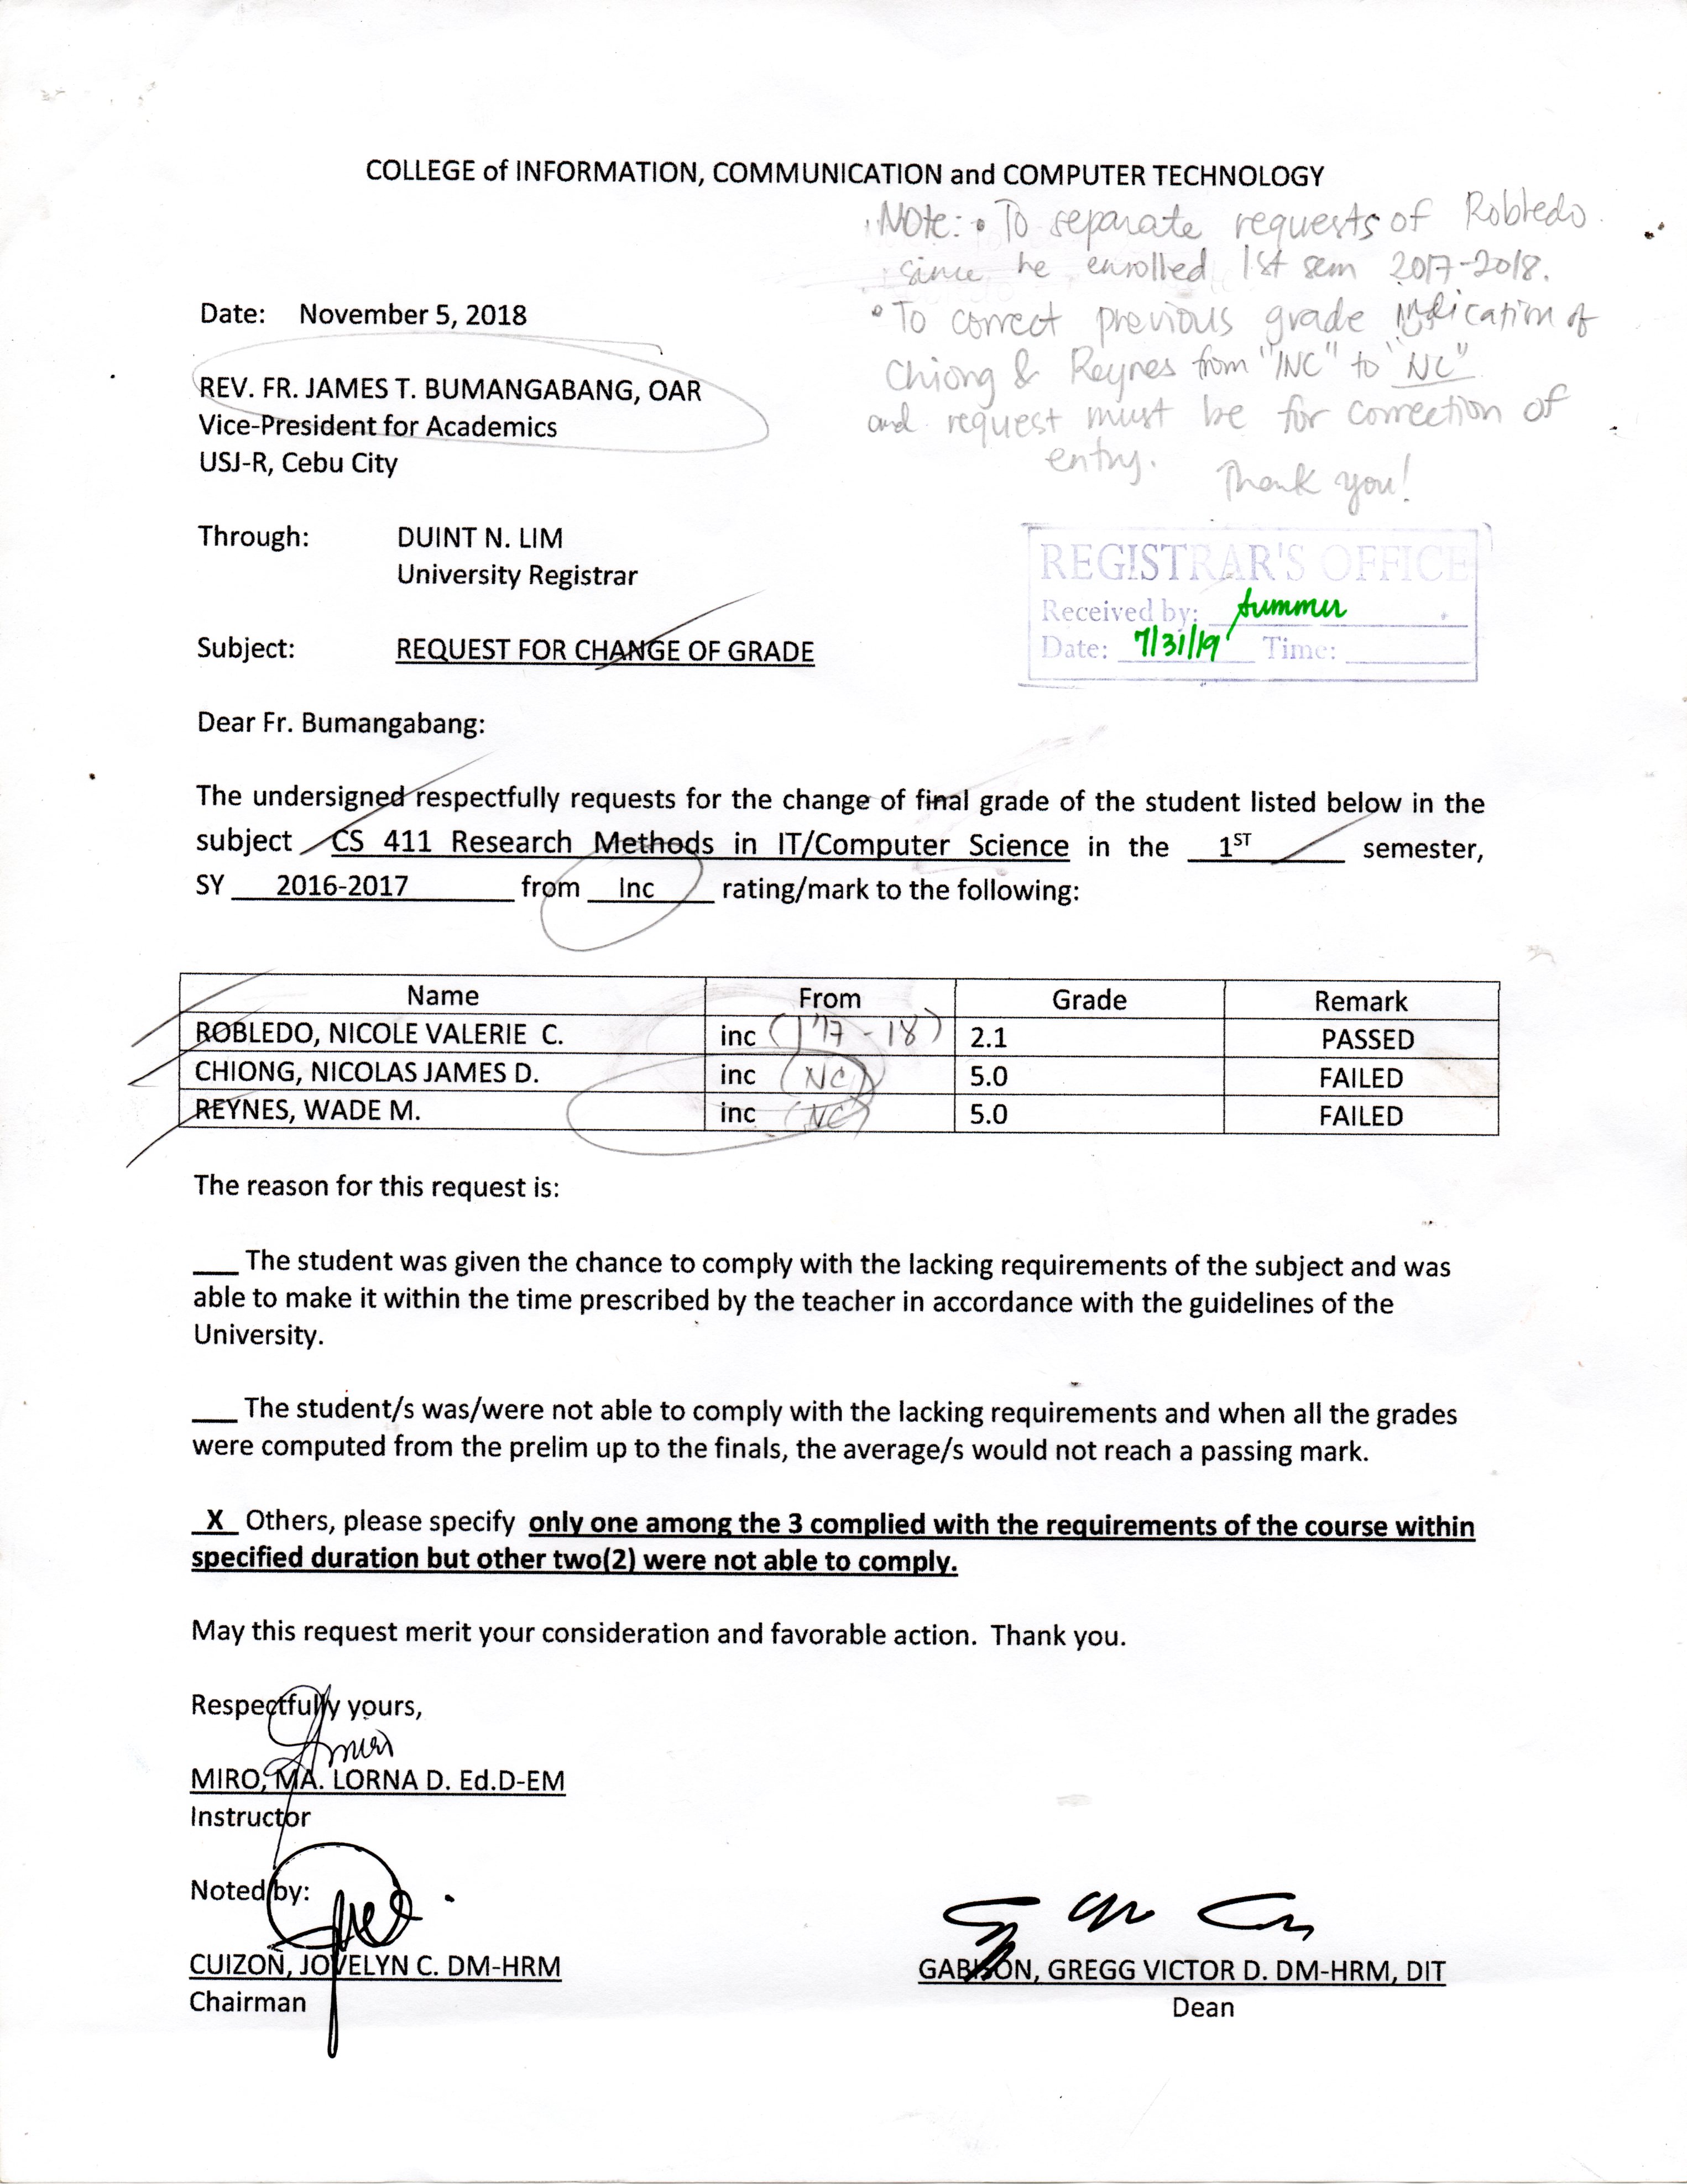 COLLEGE of INFORMATION, COMMUNICATION and COMPUTER TECHNOLOGY
Note: • To separate requests of Robledo
since he enrolled 1st sem 2017-2018.
• To correct previous grade indication of
Chiong & Reynes from "INC" to "NC"
and request must be for correction of
entry. Thank you!
Date: November 5, 2018
REV. FR. JAMES T. BUMANGABANG, OAR
Vice-President for Academics
USJ-R, Cebu City
Through: DUINT N. LIM
University Registrar
REGISTRAR'S OFFICE
Received by: summer
Date: 7/31/19 Time:
Subject: REQUEST FOR CHANGE OF GRADE
Dear Fr. Bumangabang:
The undersigned respectfully requests for the change of final grade of the student listed below in the
subject CS 411 Research Methods in IT/Computer Science in the 1ST semester,
SY 2016-2017 from Inc rating/mark to the following:
Name From Grade Remark
ROBLEDO, NICOLE VALERIE C. inc (1 '17 - 18) 2.1 PASSED
CHIONG, NICOLAS JAMES D. inc (NC) 5.0 FAILED
REYNES, WADE M. inc (NC) 5.0 FAILED
The reason for this request is:
___ The student was given the chance to comply with the lacking requirements of the subject and was
able to make it within the time prescribed by the teacher in accordance with the guidelines of the
University.
___ The student/s was/were not able to comply with the lacking requirements and when all the grades
were computed from the prelim up to the finals, the average/s would not reach a passing mark.
X Others, please specify only one among the 3 complied with the requirements of the course within
specified duration but other two(2) were not able to comply.
May this request merit your consideration and favorable action. Thank you.
Respectfully yours,
MIRO, MA. LORNA D. Ed.D-EM
Instructor
Noted by:
CUIZON, JOVELYN C. DM-HRM
Chairman
GABISON, GREGG VICTOR D. DM-HRM, DIT
Dean